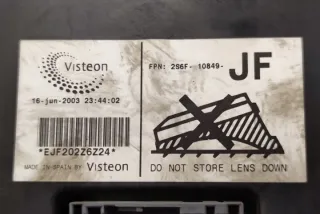 Visteon
FPN: 2S6F- 10849- JF
16-jun-2003 23:44:02
*EJF202Z6Z24*
MADE IN SPAIN BY Visteon
DO NOT STORE LENS DOWN